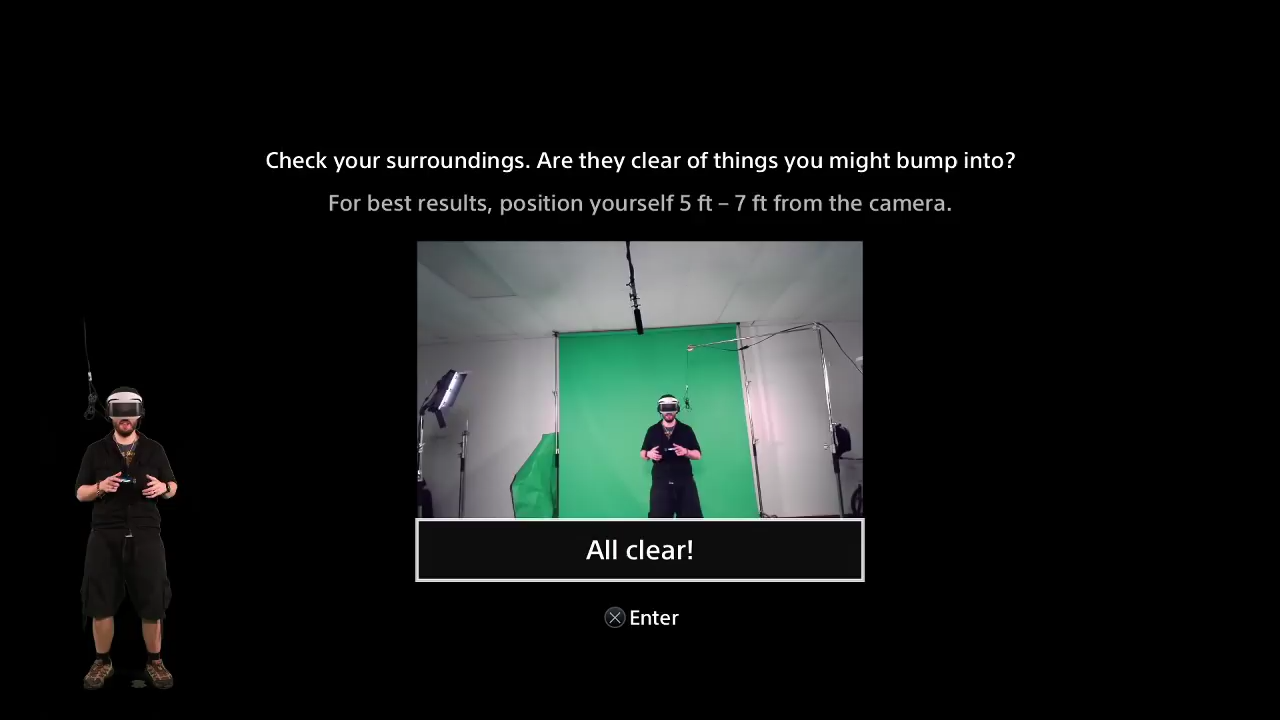 Check your surroundings. Are they clear of things you might bump into?
For best results, position yourself 5 ft – 7 ft from the camera.
All clear!
Enter